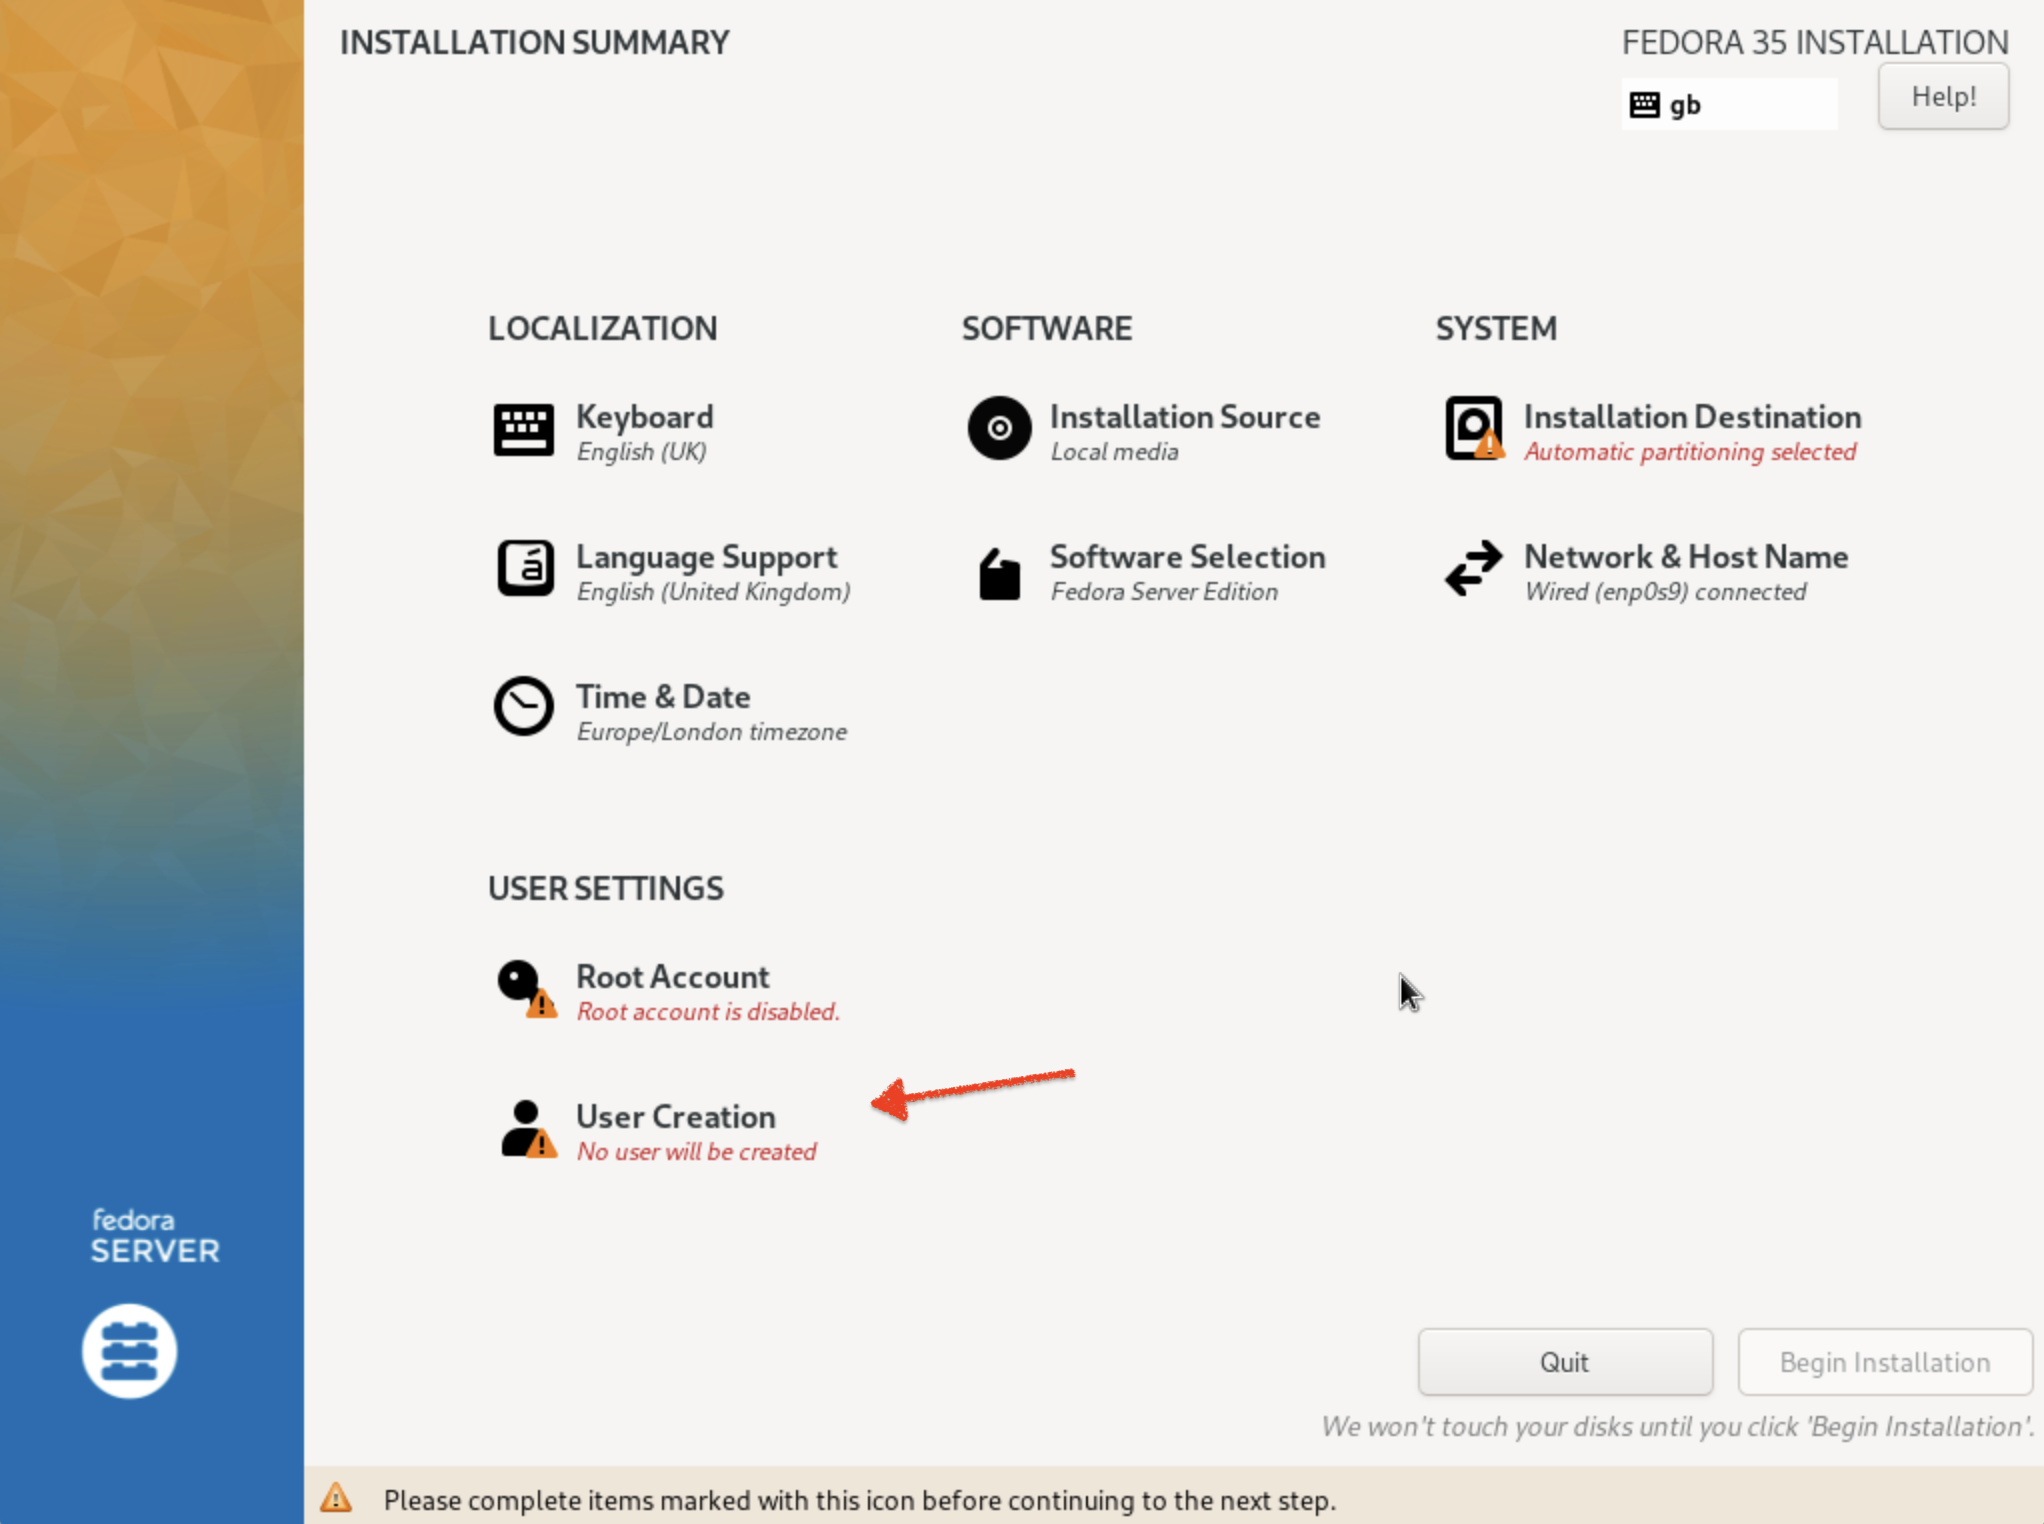 INSTALLATION SUMMARY
FEDORA 35 INSTALLATION
gb
Help!
LOCALIZATION
Keyboard
English (UK)
Language Support
English (United Kingdom)
Time & Date
Europe/London timezone
SOFTWARE
Installation Source
Local media
Software Selection
Fedora Server Edition
SYSTEM
Installation Destination
Automatic partitioning selected
Network & Host Name
Wired (enp0s9) connected
USER SETTINGS
Root Account
Root account is disabled.
User Creation
No user will be created
fedora
SERVER
Quit
Begin Installation
We won't touch your disks until you click 'Begin Installation'.
Please complete items marked with this icon before continuing to the next step.